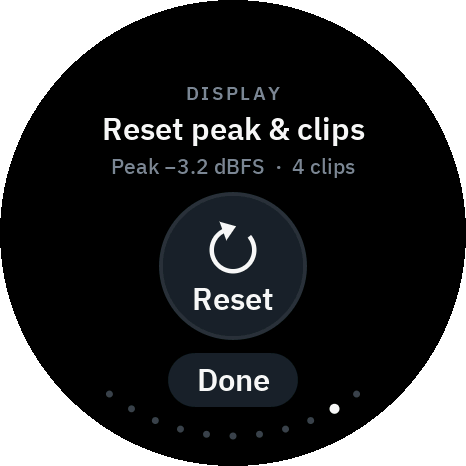 DISPLAY
Reset peak & clips
Peak −3.2 dBFS · 4 clips
Reset
Done